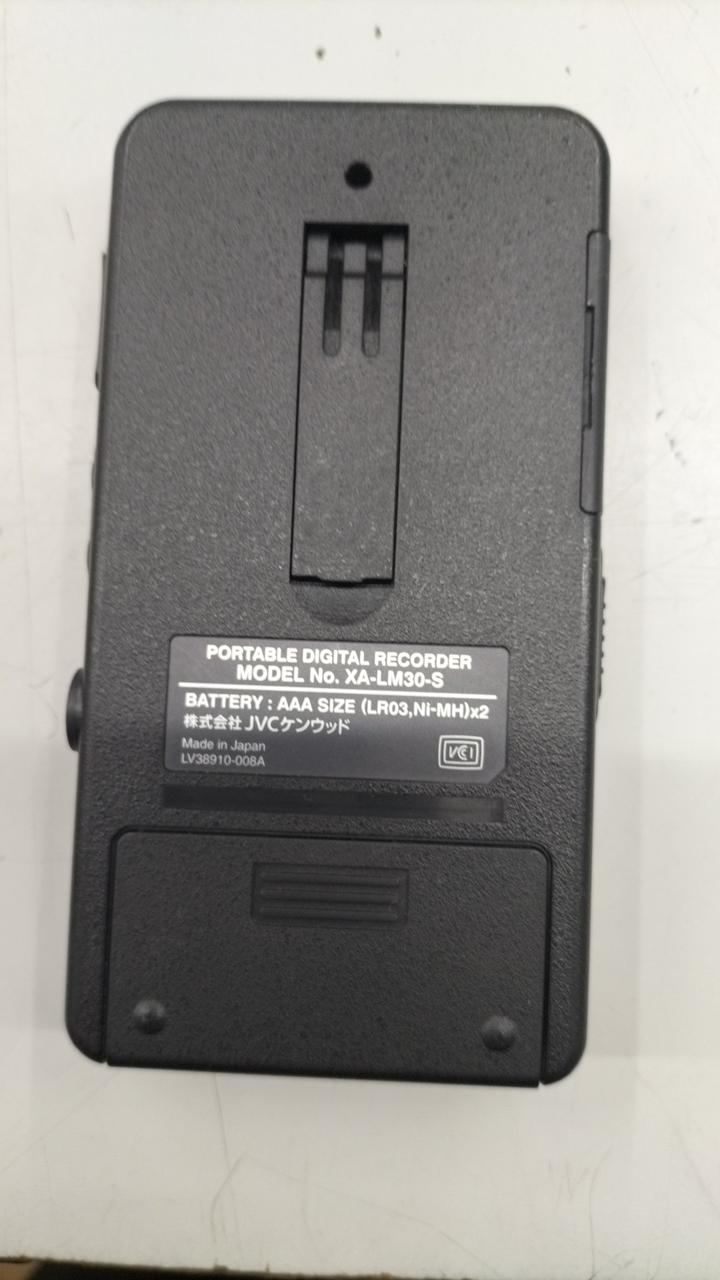 PORTABLE DIGITAL RECORDER
MODEL No. XA-LM30-S
BATTERY : AAA SIZE (LR03,Ni-MH)x2
株式会社JVCケンウッド
Made in Japan
LV38910-008A
VCCI